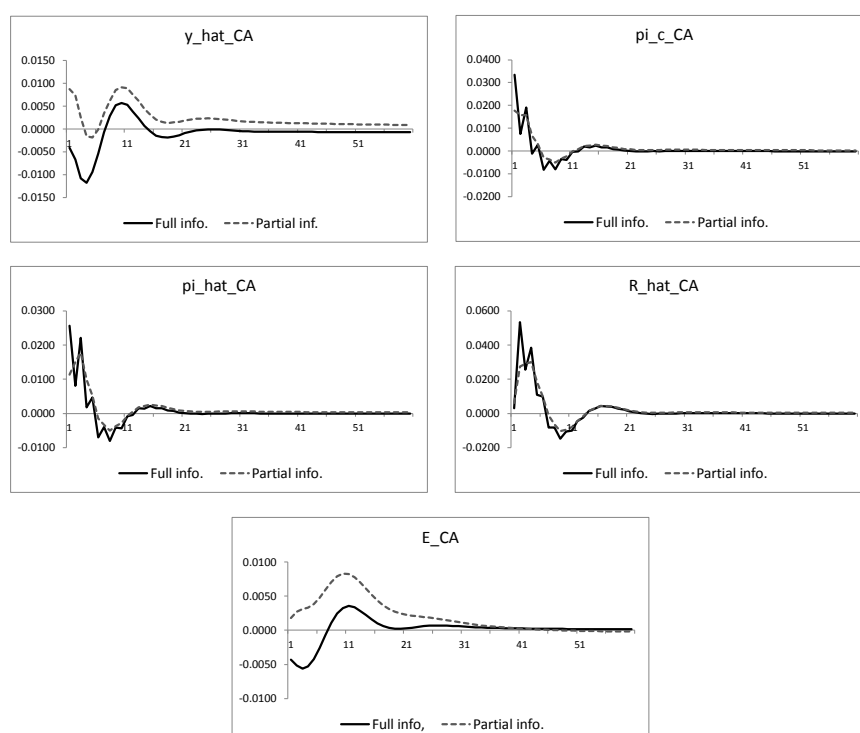 y_hat_CA
0.0150
0.0100
0.0050
0.0000
-0.0050
-0.0100
-0.0150
1 11 21 31 41 51
Full info. Partial inf.
pi_c_CA
0.0400
0.0300
0.0200
0.0100
0.0000
-0.0100
-0.0200
1 11 21 31 41 51
Full info. Partial info.
pi_hat_CA
0.0300
0.0200
0.0100
0.0000
-0.0100
1 11 21 31 41 51
Full info. Partial info.
R_hat_CA
0.0600
0.0400
0.0200
0.0000
-0.0200
1 11 21 31 41 51
Full info. Partial info.
E_CA
0.0100
0.0050
0.0000
-0.0050
-0.0100
1 11 21 31 41 51
Full info, Partial info.